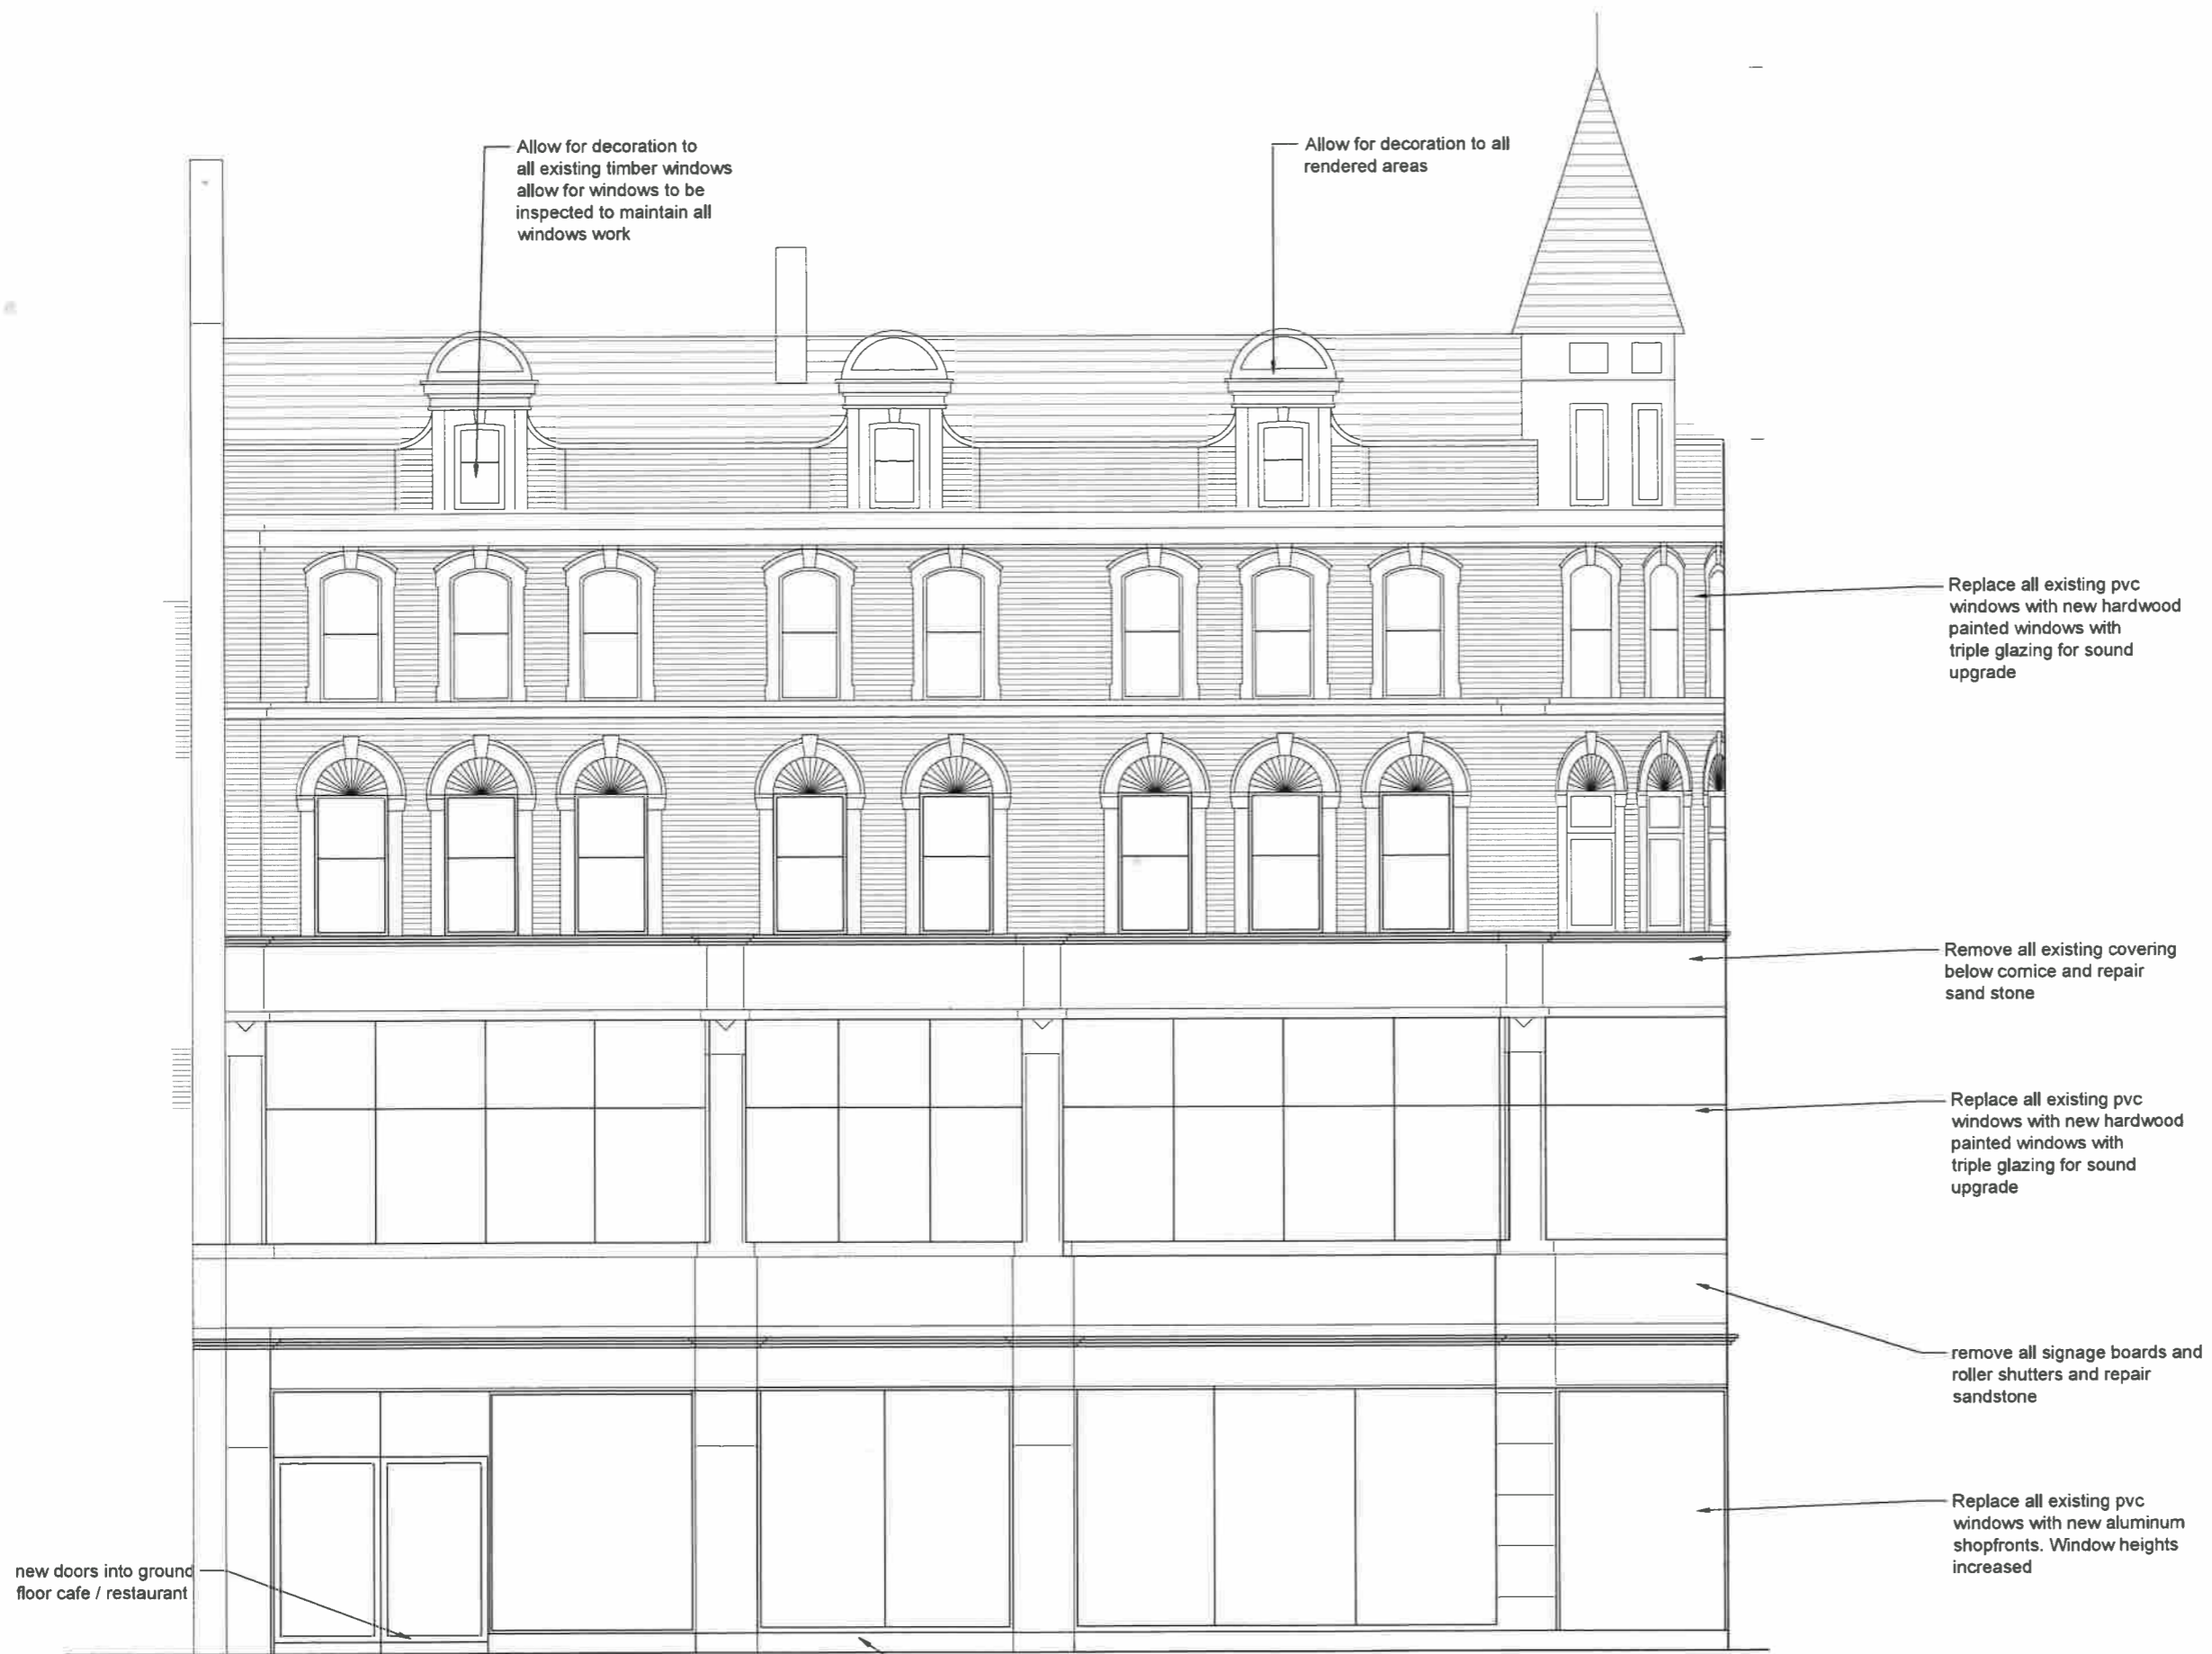 Allow for decoration to
all existing timber windows
allow for windows to be
inspected to maintain all
windows work
Allow for decoration to all
rendered areas
Replace all existing pvc
windows with new hardwood
painted windows with
triple glazing for sound
upgrade
Remove all existing covering
below cornice and repair
sand stone
Replace all existing pvc
windows with new hardwood
painted windows with
triple glazing for sound
upgrade
remove all signage boards and
roller shutters and repair
sandstone
Replace all existing pvc
windows with new aluminum
shopfronts. Window heights
increased
new doors into ground
floor cafe / restaurant